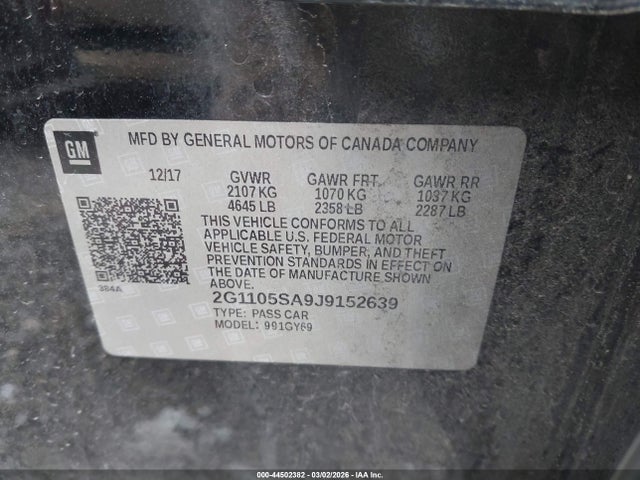 GM
MFD BY GENERAL MOTORS OF CANADA COMPANY
12/17 GVWR GAWR FRT. GAWR RR
2107 KG 1070 KG 1037 KG
4645 LB 2358 LB 2287 LB
THIS VEHICLE CONFORMS TO ALL
APPLICABLE U.S. FEDERAL MOTOR
VEHICLE SAFETY, BUMPER, AND THEFT
PREVENTION STANDARDS IN EFFECT ON
THE DATE OF MANUFACTURE SHOWN
ABOVE.
384A
2G1105SA9J9152639
TYPE: PASS CAR
MODEL: 991GY69
000-44502382 | 03/02/2026 | IAA Inc.